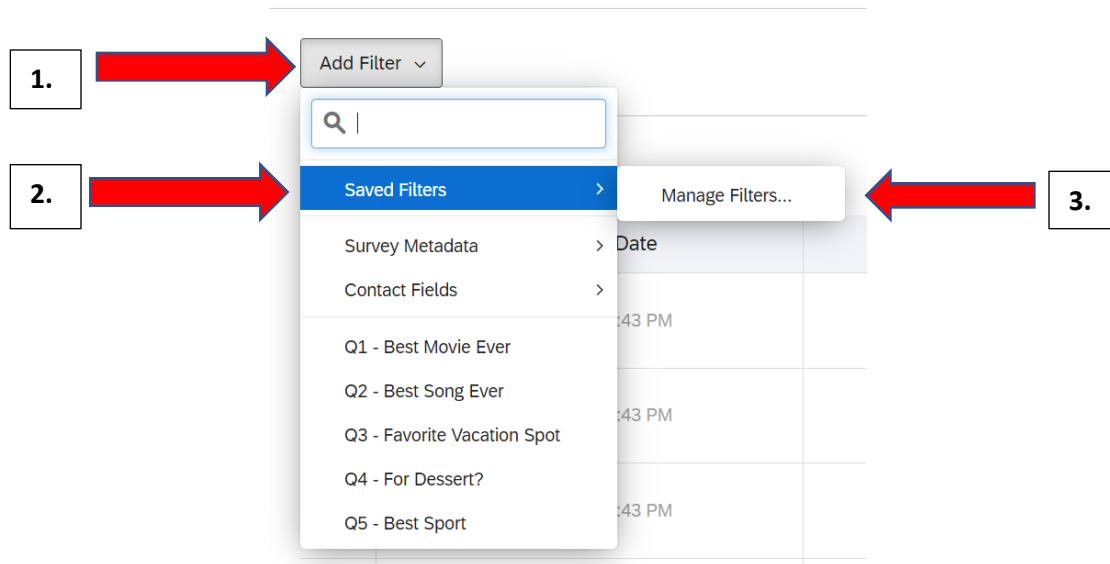 1.
Add Filter
2.
Saved Filters
Manage Filters...
3.
Survey Metadata
Date
Contact Fields
:43 PM
Q1 - Best Movie Ever
Q2 - Best Song Ever
:43 PM
Q3 - Favorite Vacation Spot
Q4 - For Dessert?
:43 PM
Q5 - Best Sport